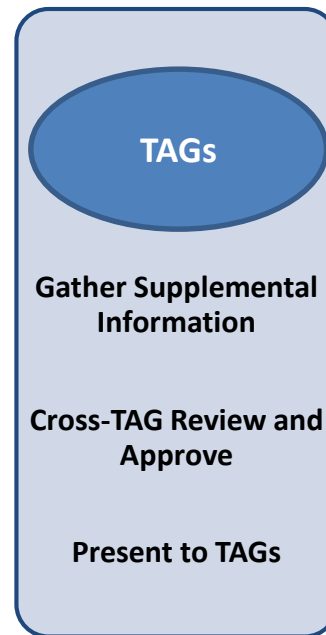 TAGs
Gather Supplemental
Information
Cross-TAG Review and
Approve
Present to TAGs